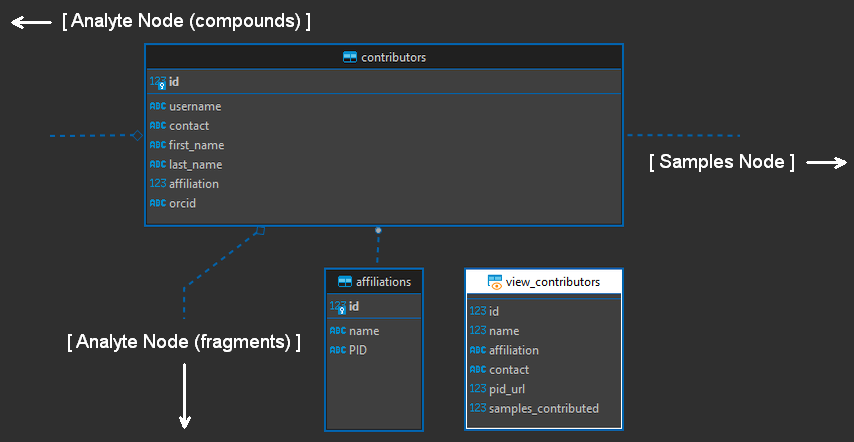 [ Analyte Node (compounds) ]
contributors
123 id
ABC username
ABC contact
ABC first_name
ABC last_name
123 affiliation
ABC orcid
[ Samples Node ]
[ Analyte Node (fragments) ]
affiliations
123 id
ABC name
ABC PID
view_contributors
123 id
123 name
ABC affiliation
ABC contact
123 pid_url
123 samples_contributed